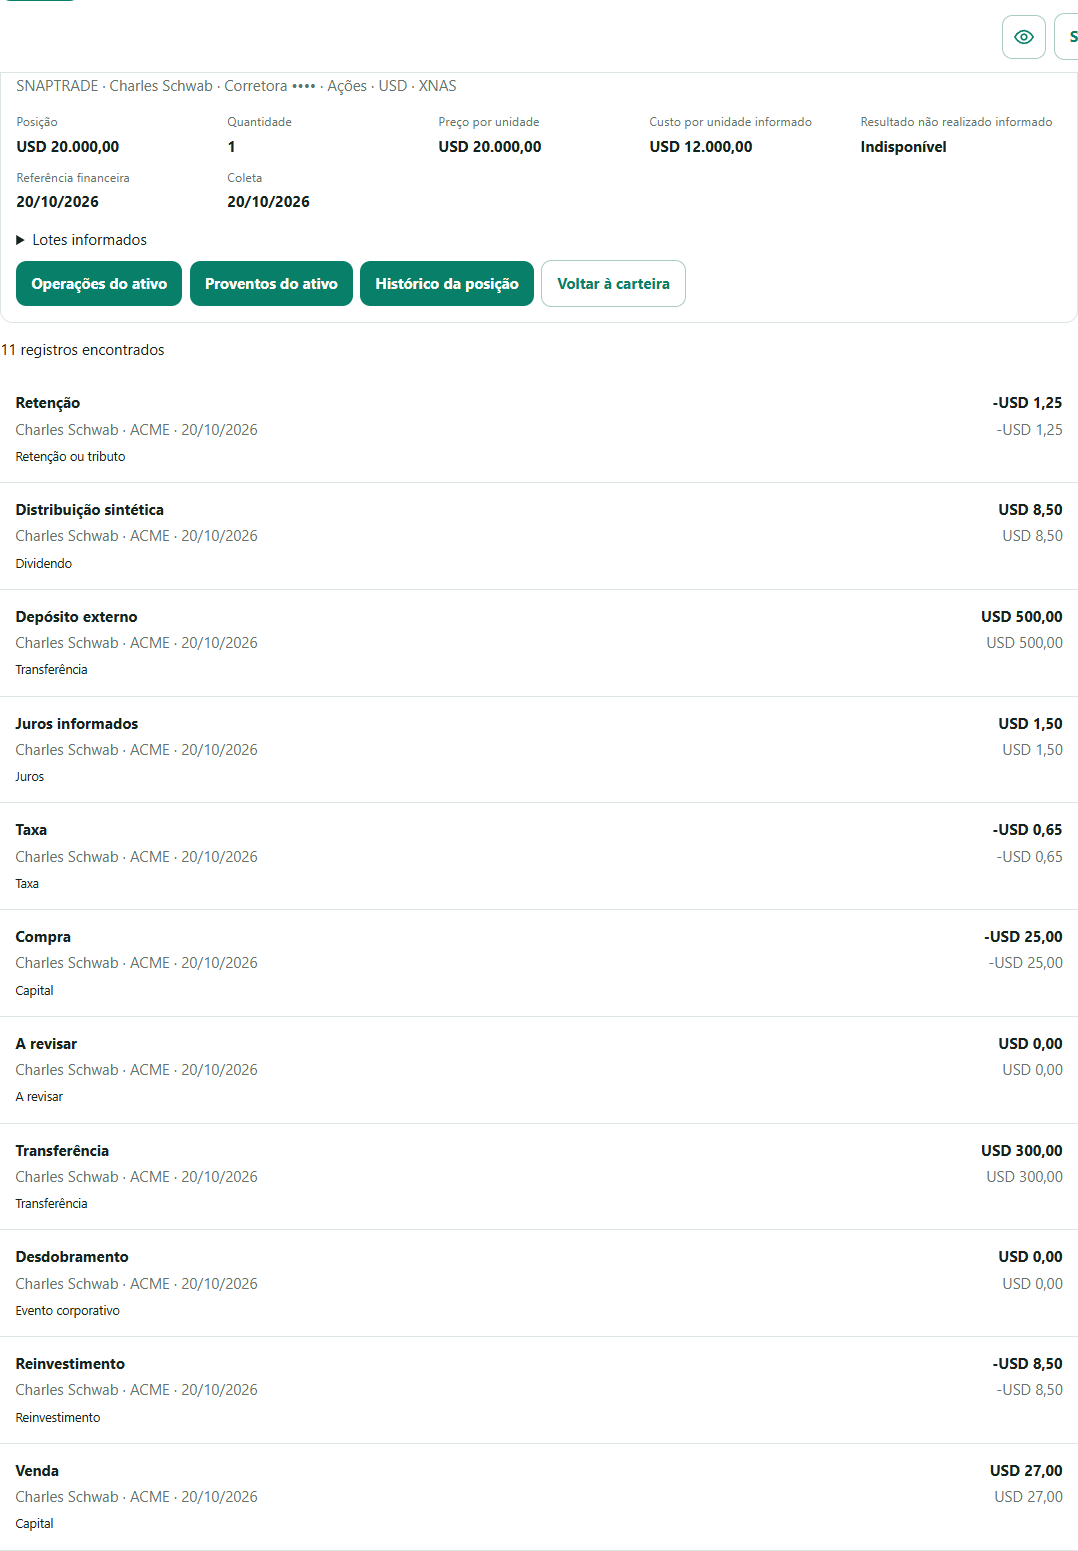 S
SNAPTRADE · Charles Schwab · Corretora •••• · Ações · USD · XNAS
Posição
USD 20.000,00
Quantidade
1
Preço por unidade
USD 20.000,00
Custo por unidade informado
USD 12.000,00
Resultado não realizado informado
Indisponível
Referência financeira
20/10/2026
Coleta
20/10/2026
▶ Lotes informados
Operações do ativo
Proventos do ativo
Histórico da posição
Voltar à carteira
11 registros encontrados
Retenção
-USD 1,25
Charles Schwab · ACME · 20/10/2026
-USD 1,25
Retenção ou tributo
Distribuição sintética
USD 8,50
Charles Schwab · ACME · 20/10/2026
USD 8,50
Dividendo
Depósito externo
USD 500,00
Charles Schwab · ACME · 20/10/2026
USD 500,00
Transferência
Juros informados
USD 1,50
Charles Schwab · ACME · 20/10/2026
USD 1,50
Juros
Taxa
-USD 0,65
Charles Schwab · ACME · 20/10/2026
-USD 0,65
Taxa
Compra
-USD 25,00
Charles Schwab · ACME · 20/10/2026
-USD 25,00
Capital
A revisar
USD 0,00
Charles Schwab · ACME · 20/10/2026
USD 0,00
A revisar
Transferência
USD 300,00
Charles Schwab · ACME · 20/10/2026
USD 300,00
Transferência
Desdobramento
USD 0,00
Charles Schwab · ACME · 20/10/2026
USD 0,00
Evento corporativo
Reinvestimento
-USD 8,50
Charles Schwab · ACME · 20/10/2026
-USD 8,50
Reinvestimento
Venda
USD 27,00
Charles Schwab · ACME · 20/10/2026
USD 27,00
Capital